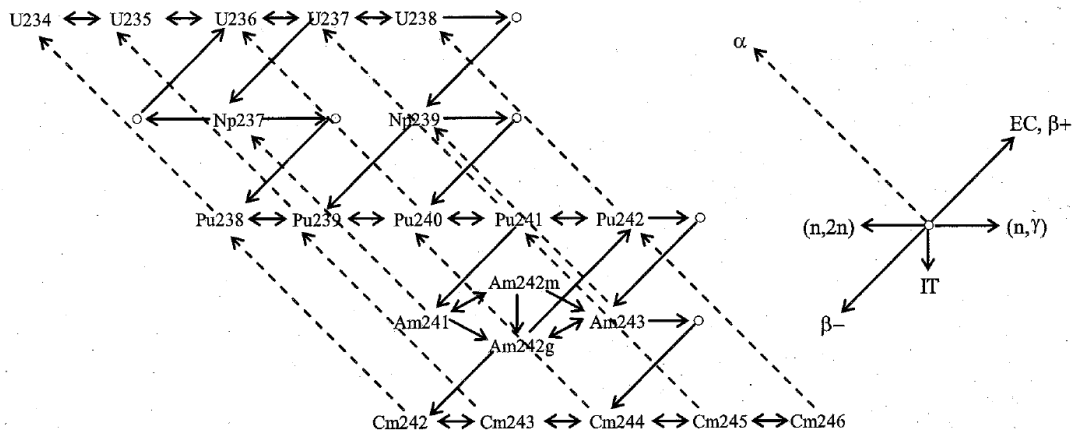 U234 U235 U236 U237 U238
α
Np237 Np239
EC, β+
Pu238 Pu239 Pu240 Pu241 Pu242
(n,2n) (n,γ)
IT
Am242m
Am241 Am243
β−
Am242g
Cm242 Cm243 Cm244 Cm245 Cm246